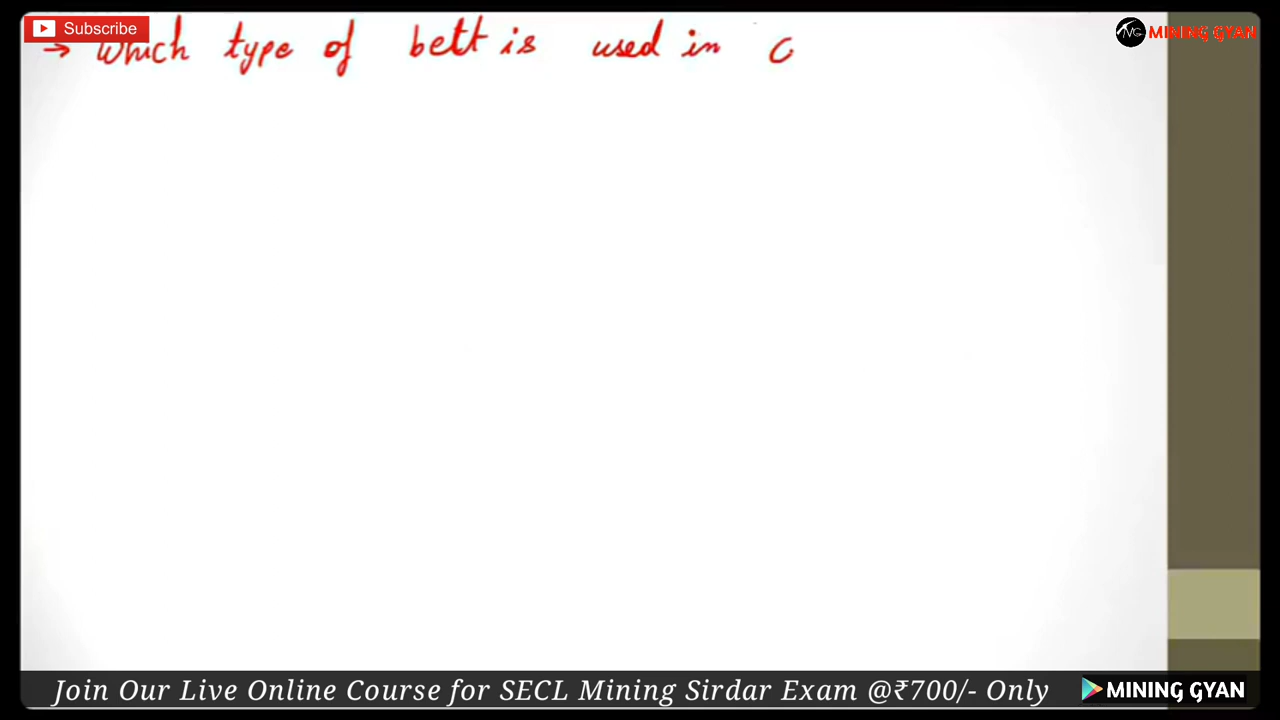 Subscribe
MINING GYAN
→ Which type of belt is used in C
Join Our Live Online Course for SECL Mining Sirdar Exam @₹700/- Only
MINING GYAN